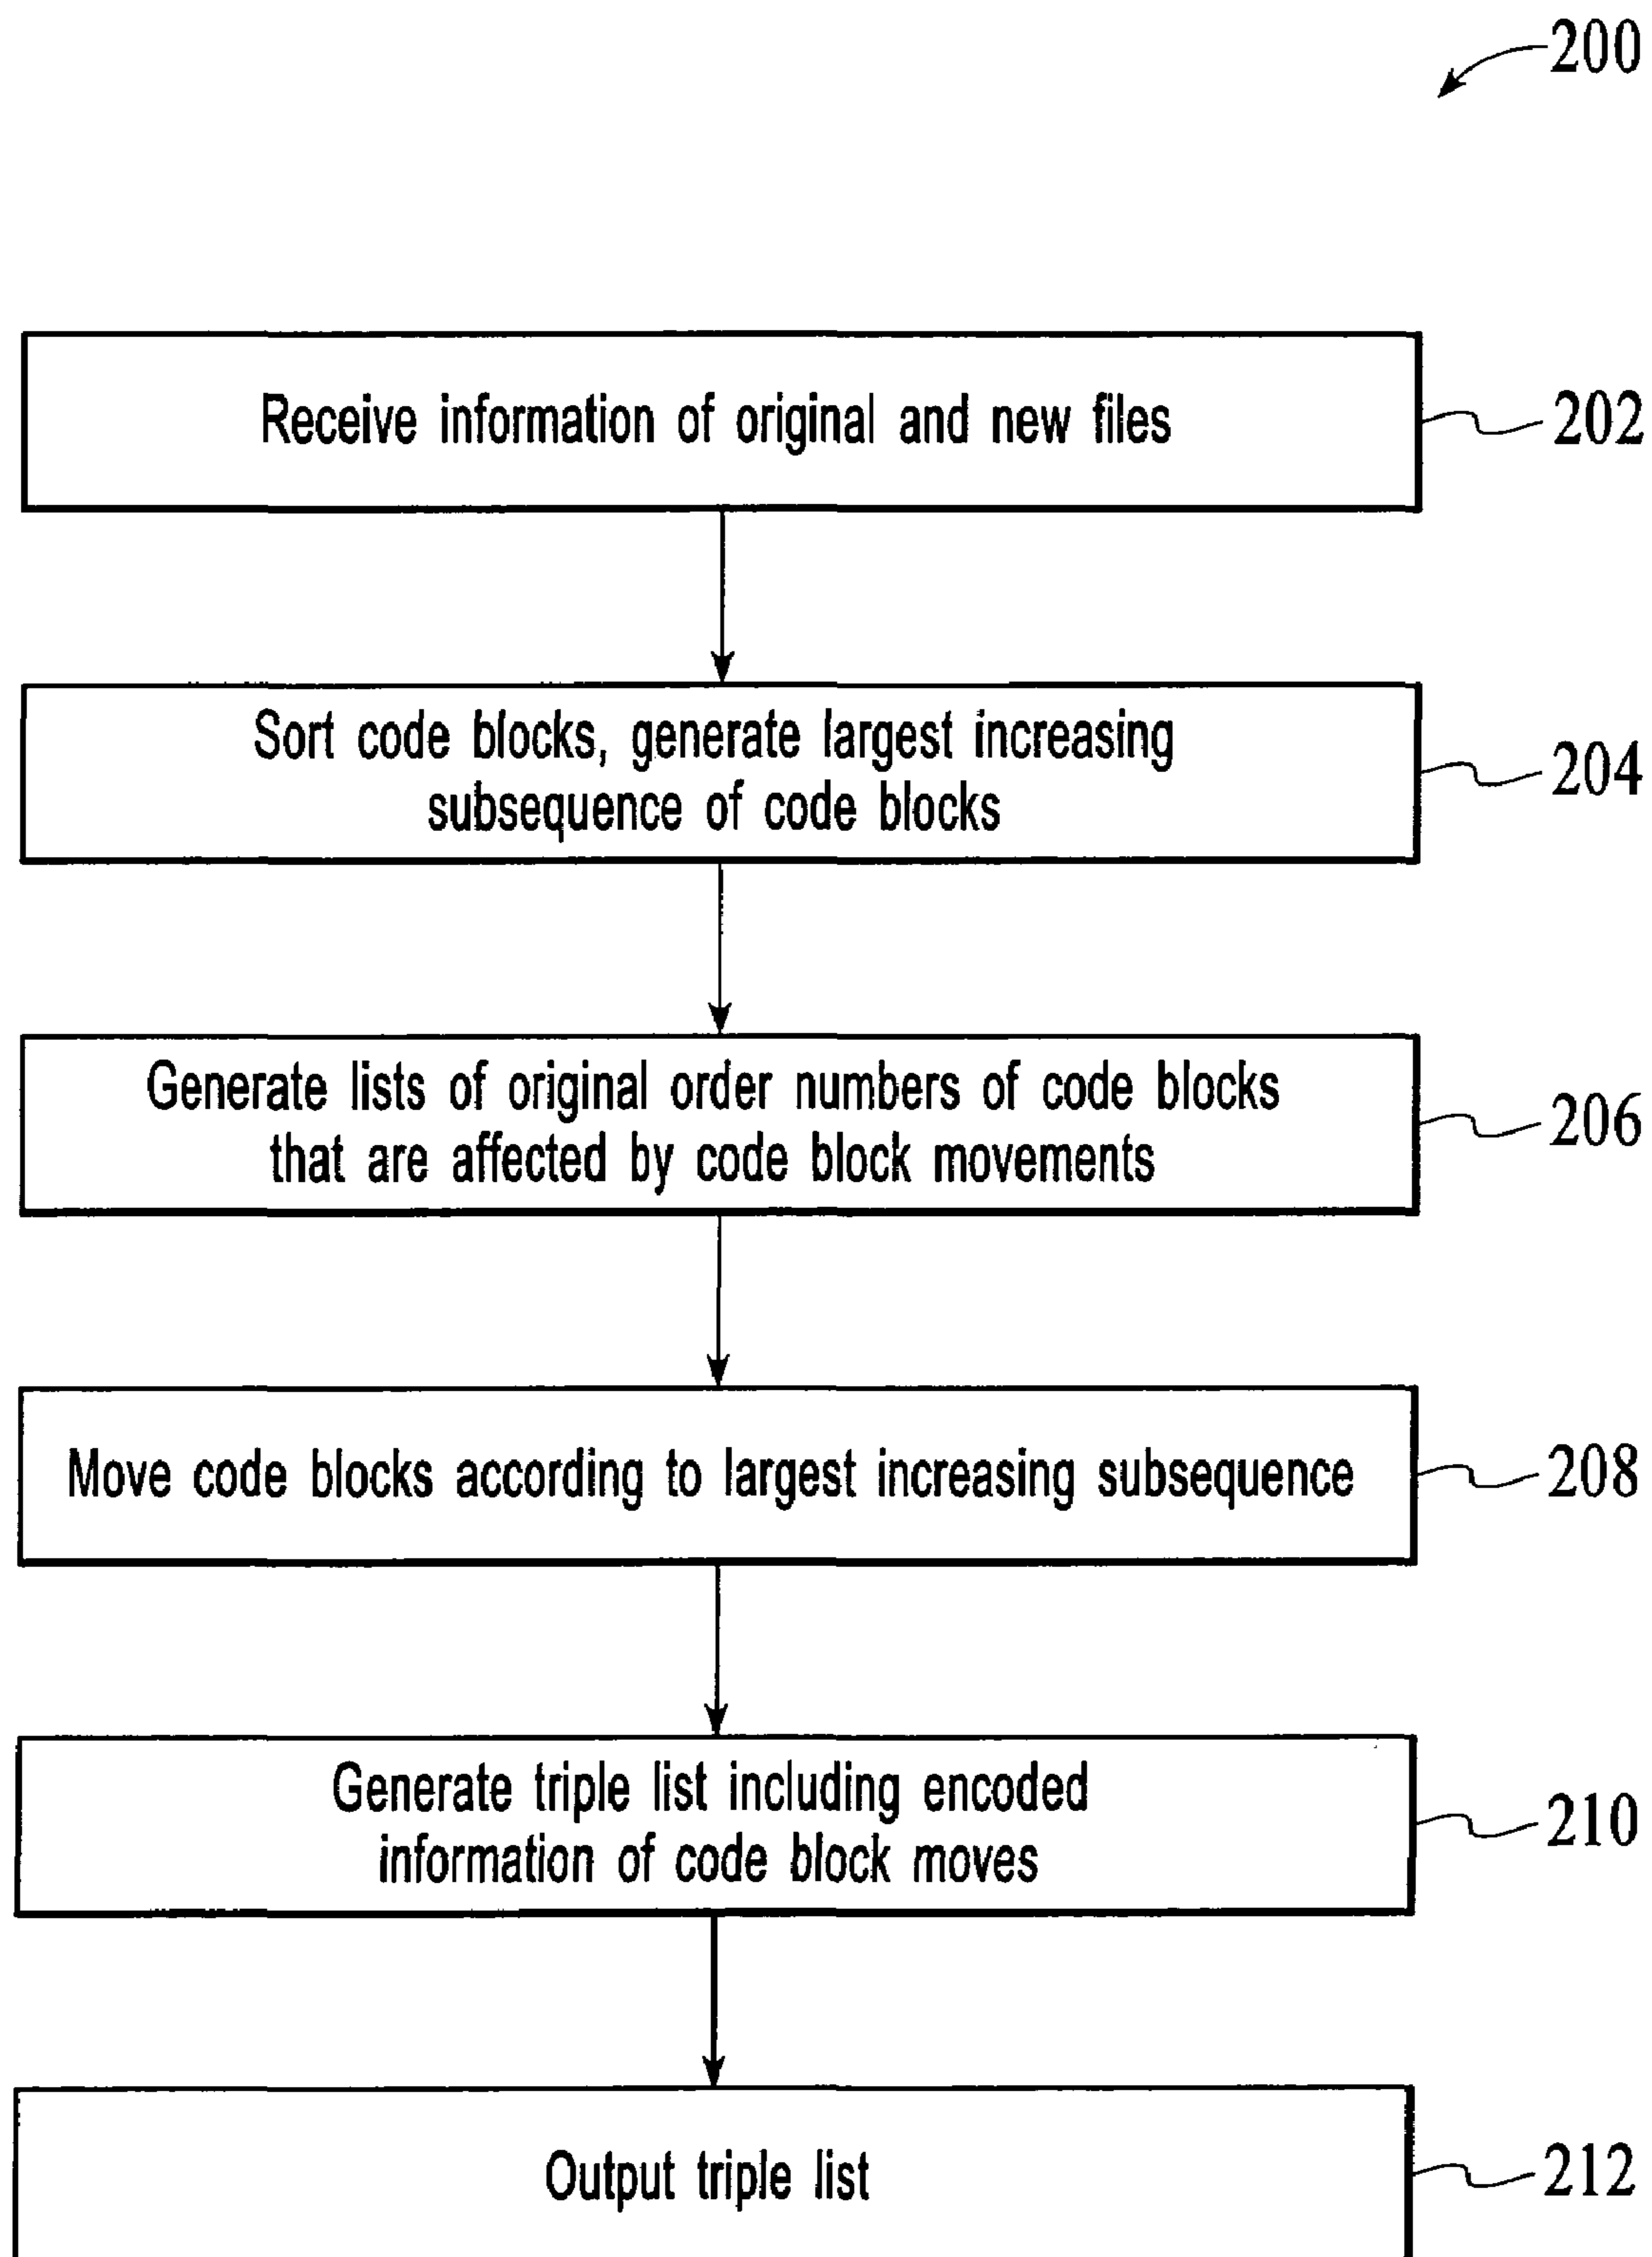 200
Receive information of original and new files
202
Sort code blocks, generate largest increasing
subsequence of code blocks
204
Generate lists of original order numbers of code blocks
that are affected by code block movements
206
Move code blocks according to largest increasing subsequence
208
Generate triple list including encoded
information of code block moves
210
Output triple list
212